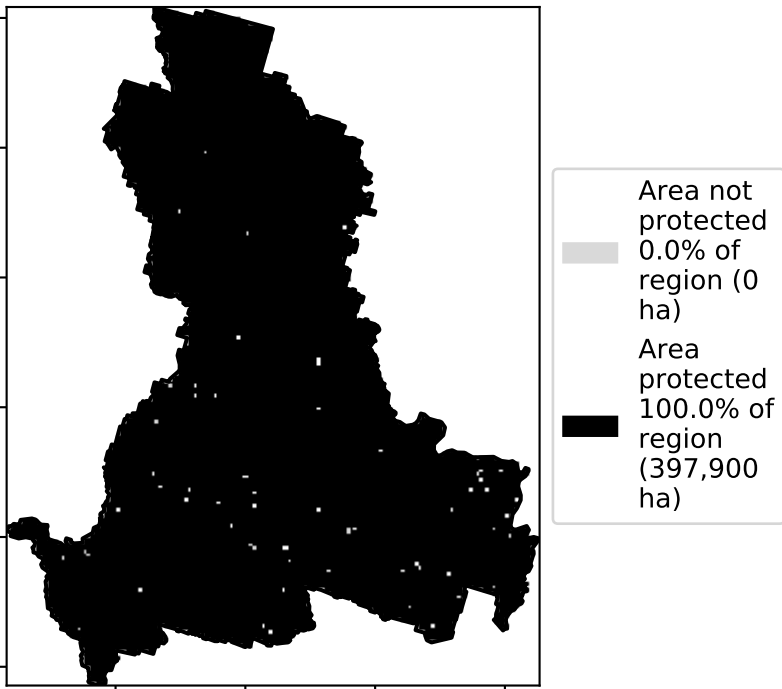 Area not
protected
0.0% of
region (0
ha)
Area
protected
100.0% of
region
(397,900
ha)